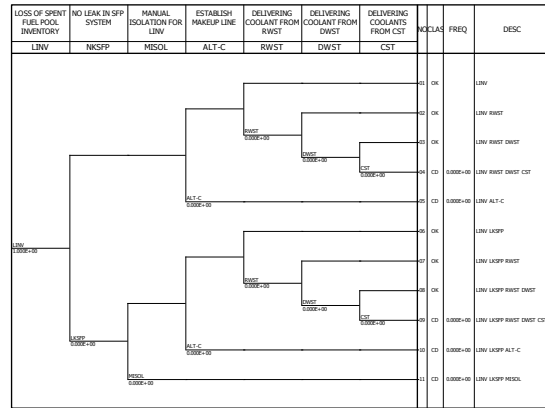 LOSS OF SPENT FUEL POOL INVENTORY
NO LEAK IN SFP SYSTEM
MANUAL ISOLATION FOR LINV
ESTABLISH MAKEUP LINE
DELIVERING COOLANT FROM RWST
DELIVERING COOLANT FROM DWST
DELIVERING COOLANTS FROM CST
NO CLAS FREQ DESC
LINV NKSFP MISOL ALT-C RWST DWST CST
01 OK LINV
02 OK LINV RWST
RWST
0.000E+00
03 OK LINV RWST DWST
DWST
0.000E+00
CST
0.000E+00
04 CD 0.000E+00 LINV RWST DWST CST
ALT-C
0.000E+00
05 CD 0.000E+00 LINV ALT-C
06 OK LINV LKSFP
LINV
1.000E+00
07 OK LINV LKSFP RWST
RWST
0.000E+00
08 OK LINV LKSFP RWST DWST
DWST
0.000E+00
CST
0.000E+00
09 CD 0.000E+00 LINV LKSFP RWST DWST CST
LKSFP
0.000E+00
ALT-C
0.000E+00
10 CD 0.000E+00 LINV LKSFP ALT-C
MISOL
0.000E+00
11 CD 0.000E+00 LINV LKSFP MISOL